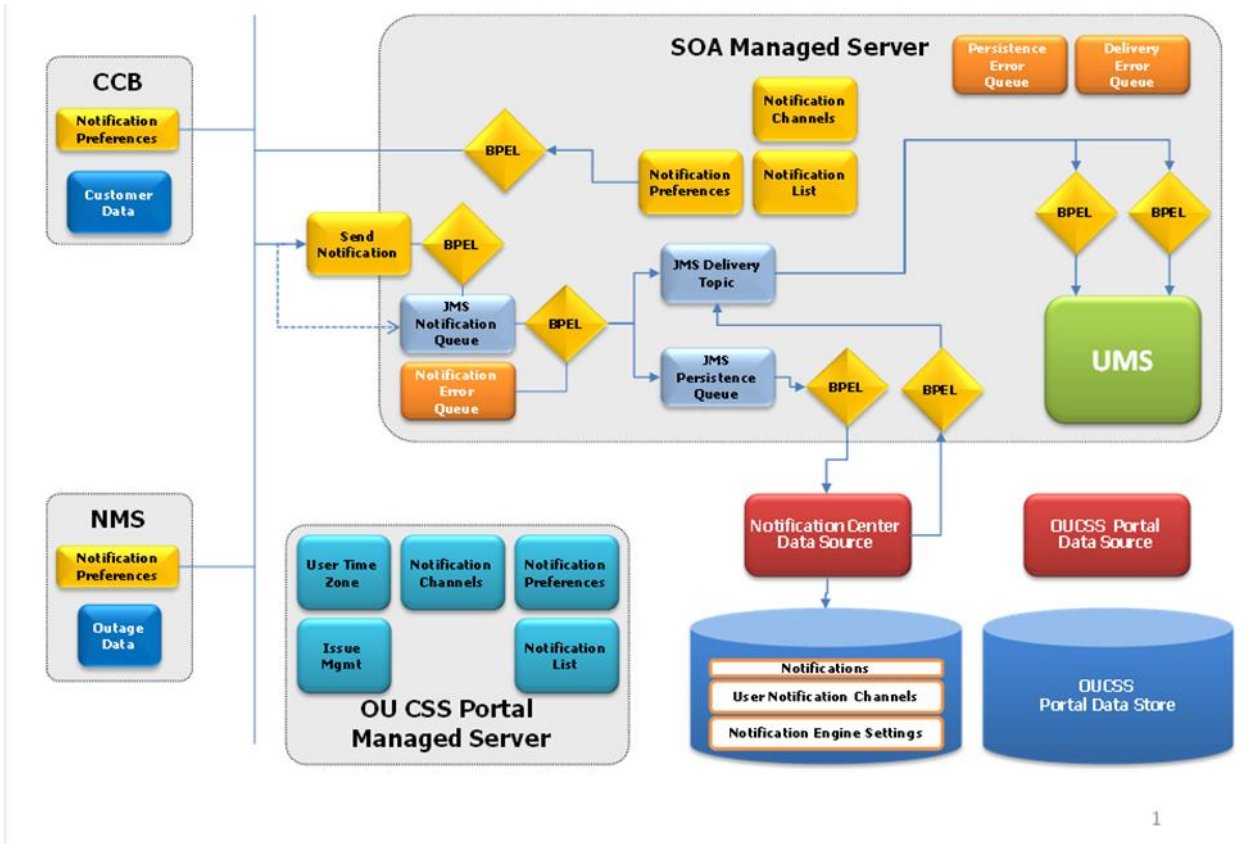 CCB
Notification
Preferences
Customer
Data
SOA Managed Server
Persistence
Error
Queue
Delivery
Error
Queue
Notification
Channels
BPEL
Notification
Preferences
Notification
List
BPEL
BPEL
Send
Notification
BPEL
JMS Delivery
Topic
JMS
Notification
Queue
BPEL
UMS
Notification
Error
Queue
JMS
Persistence
Queue
BPEL
BPEL
NMS
Notification
Preferences
Outage
Data
User Time
Zone
Notification
Channels
Notification
Preferences
Issue
Mgmt
Notification
List
OU CSS Portal
Managed Server
Notification Center
Data Source
OUCSS Portal
Data Source
Notifications
User Notification Channels
Notification Engine Settings
OUCSS
Portal Data Store
1